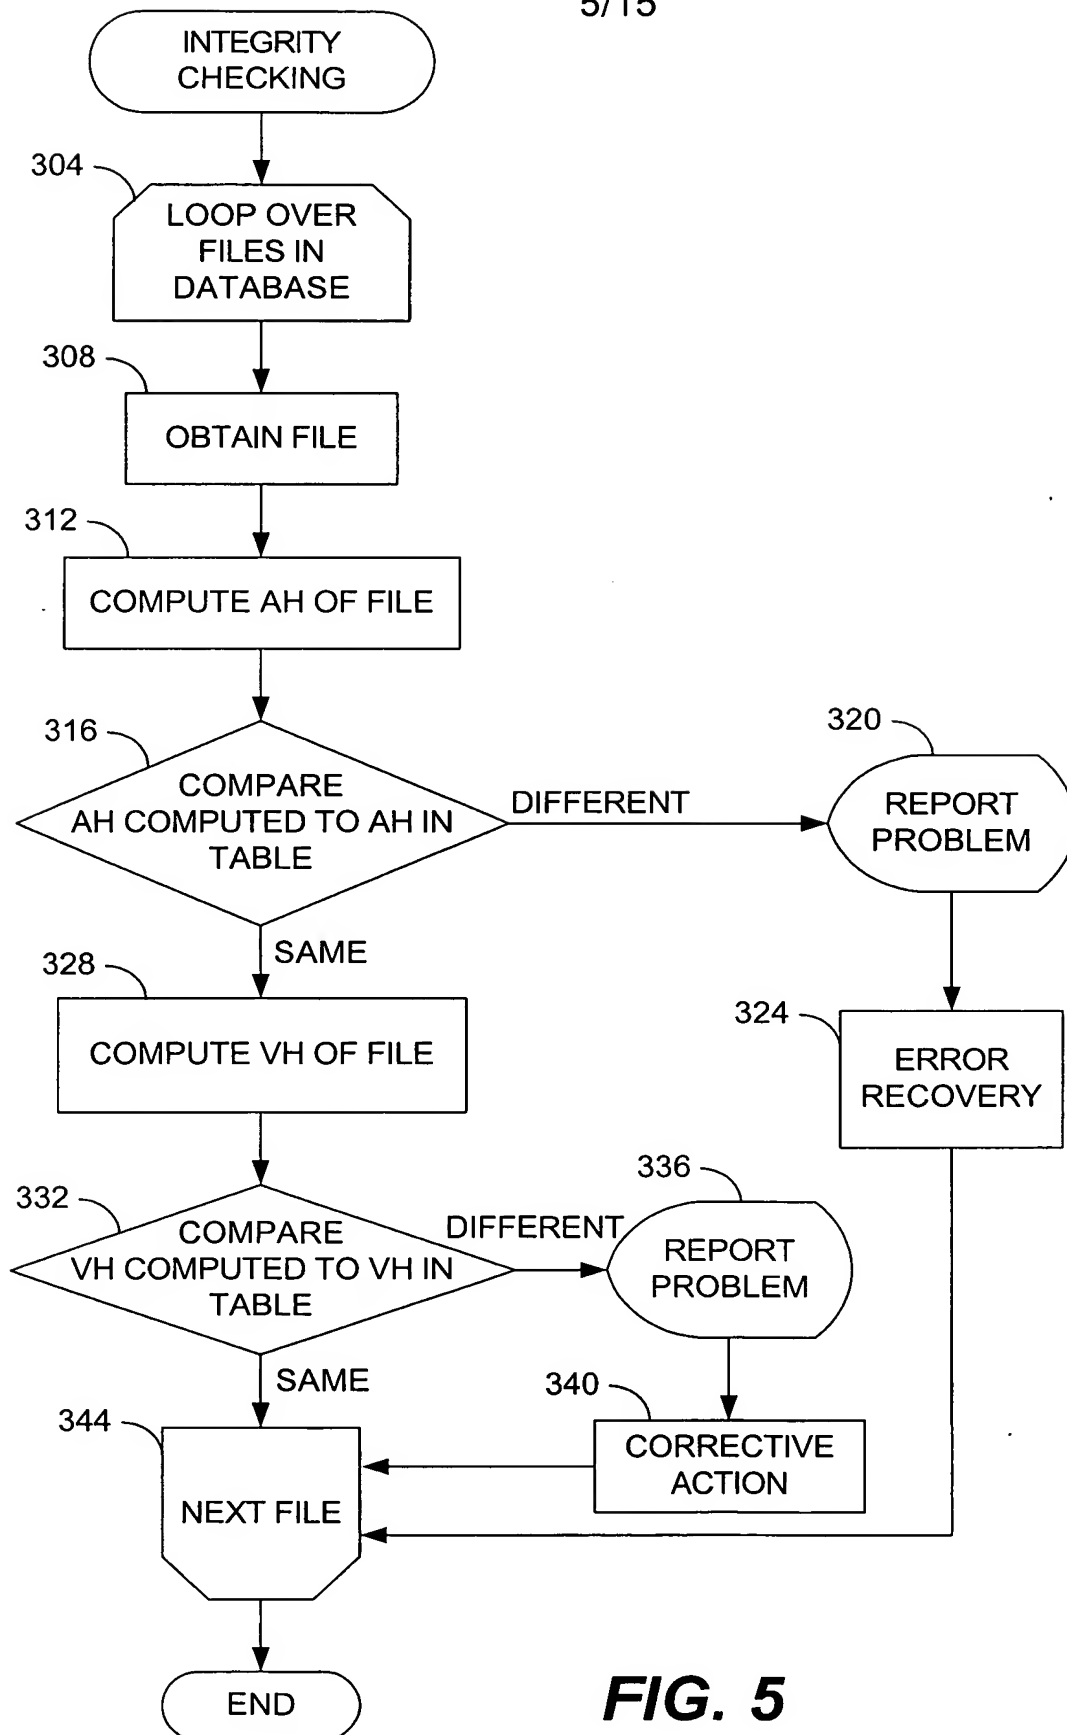 5/15
INTEGRITY
CHECKING
304
LOOP OVER
FILES IN
DATABASE
308
OBTAIN FILE
312
COMPUTE AH OF FILE
316
COMPARE
AH COMPUTED TO AH IN
TABLE
DIFFERENT
320
REPORT
PROBLEM
SAME
328
COMPUTE VH OF FILE
324
ERROR
RECOVERY
332
COMPARE
VH COMPUTED TO VH IN
TABLE
DIFFERENT
336
REPORT
PROBLEM
SAME
340
CORRECTIVE
ACTION
344
NEXT FILE
END
FIG. 5